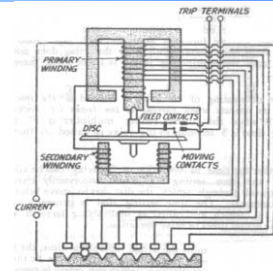 TRIP TERMINALS
PRIMARY
WINDING
FIXED CONTACTS
DISC
SECONDARY
WINDING
MOVING
CONTACTS
CURRENT